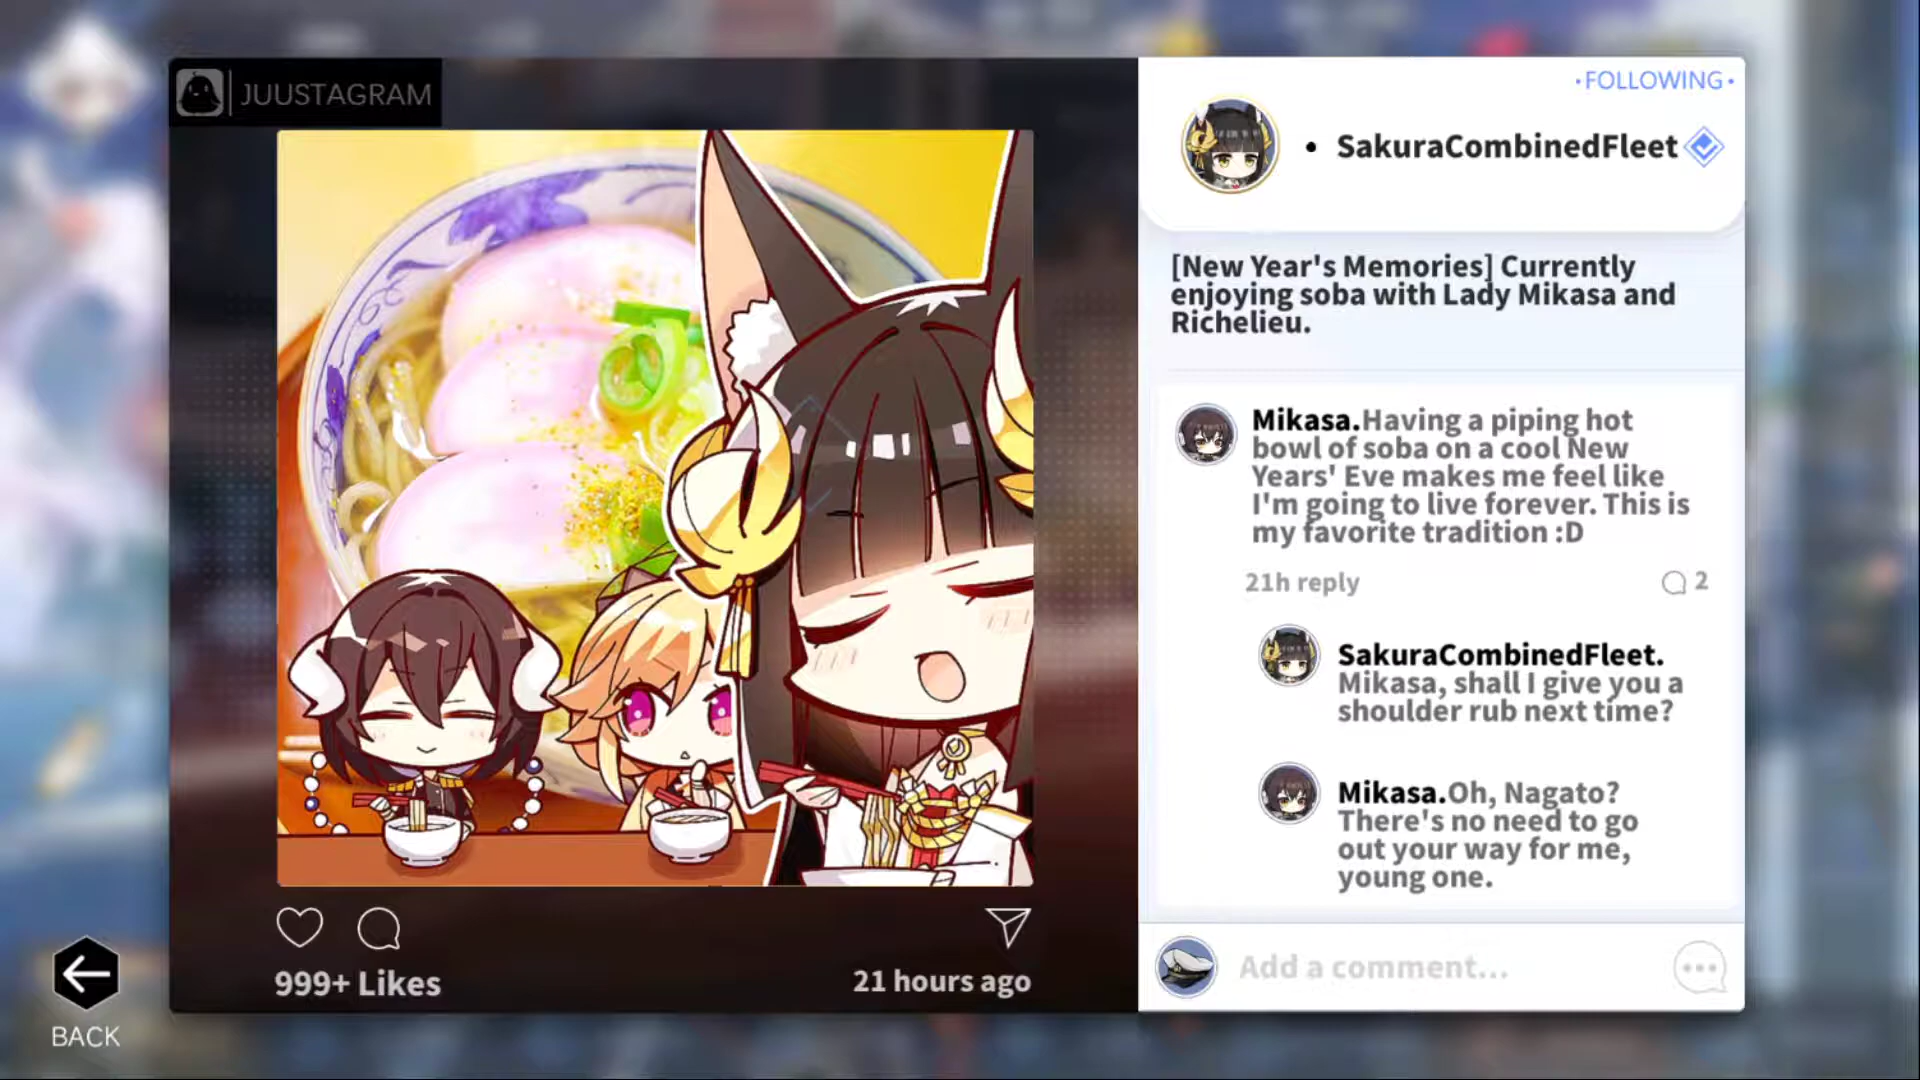 JUUSTAGRAM
•FOLLOWING•
• SakuraCombinedFleet
[New Year's Memories] Currently
enjoying soba with Lady Mikasa and
Richelieu.
Mikasa.Having a piping hot
bowl of soba on a cool New
Years' Eve makes me feel like
I'm going to live forever. This is
my favorite tradition :D
21h reply
2
SakuraCombinedFleet.
Mikasa, shall I give you a
shoulder rub next time?
Mikasa.Oh, Nagato?
There's no need to go
out your way for me,
young one.
999+ Likes
21 hours ago
Add a comment...
BACK